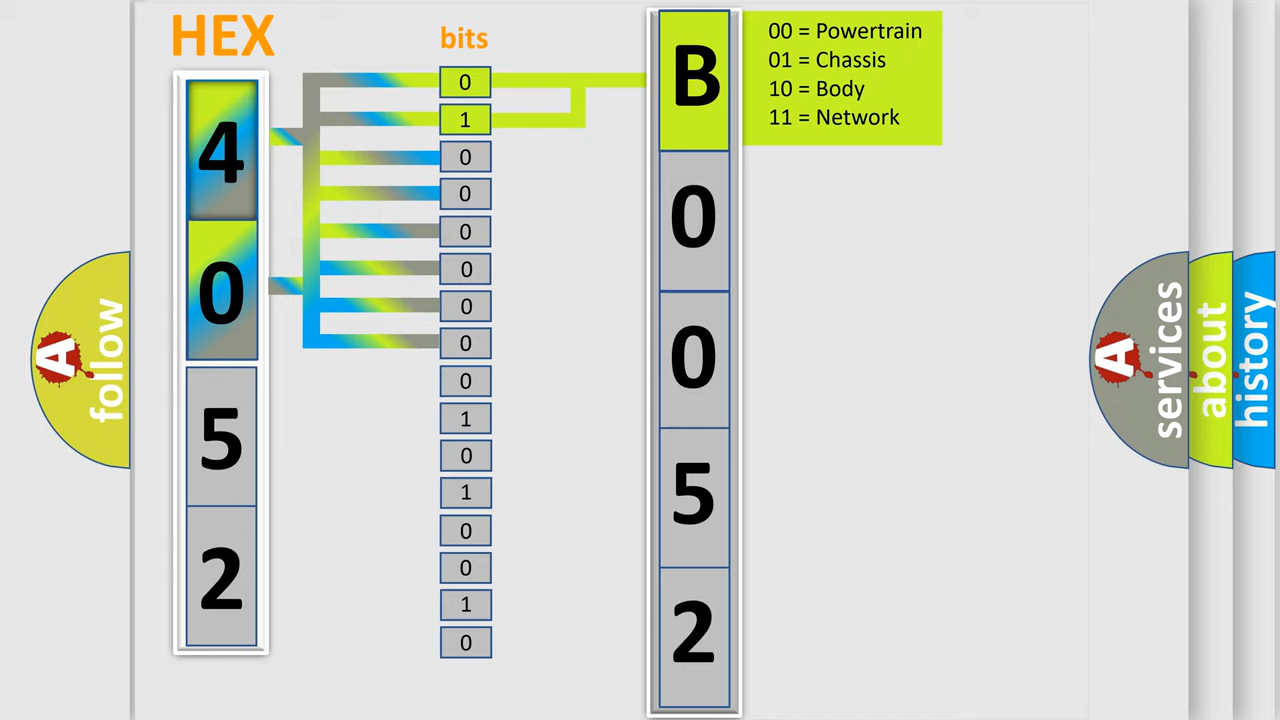 HEX
bits
4
0
5
2
0
1
0
0
0
0
0
0
0
1
0
1
0
0
1
0
B
0
0
5
2
00 = Powertrain
01 = Chassis
10 = Body
11 = Network
A
follow
A
services
about
history